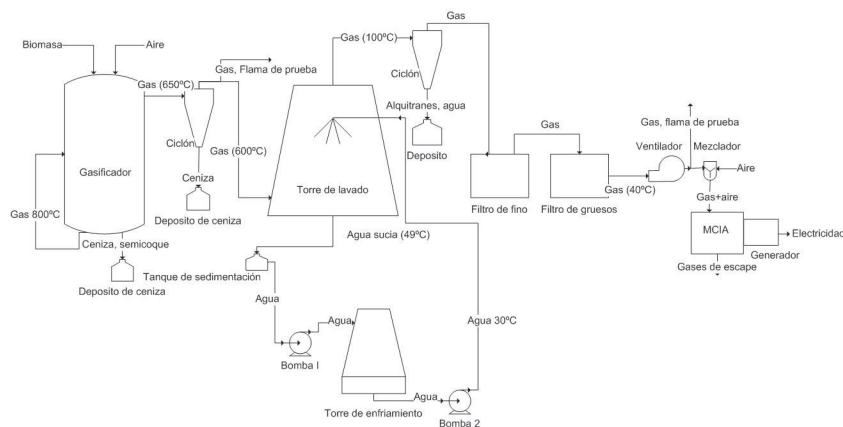 Biomasa
Aire
Gas (650ºC)
Gas, Flama de prueba
Gasificador
Ciclón
Gas (600ºC)
Ceniza
Deposito de ceniza
Gas 800ºC
Ceniza, semicoque
Deposito de ceniza
Gas (100ºC)
Gas
Ciclón
Alquitranes, agua
Deposito
Torre de lavado
Agua sucia (49ºC)
Tanque de sedimentación
Agua
Bomba I
Agua
Torre de enfriamiento
Agua
Bomba 2
Agua 30ºC
Filtro de fino
Gas
Filtro de gruesos
Gas (40ºC)
Gas, flama de prueba
Ventilador
Mezclador
Aire
Gas+aire
MCIA
Electricidad
Generador
Gases de escape